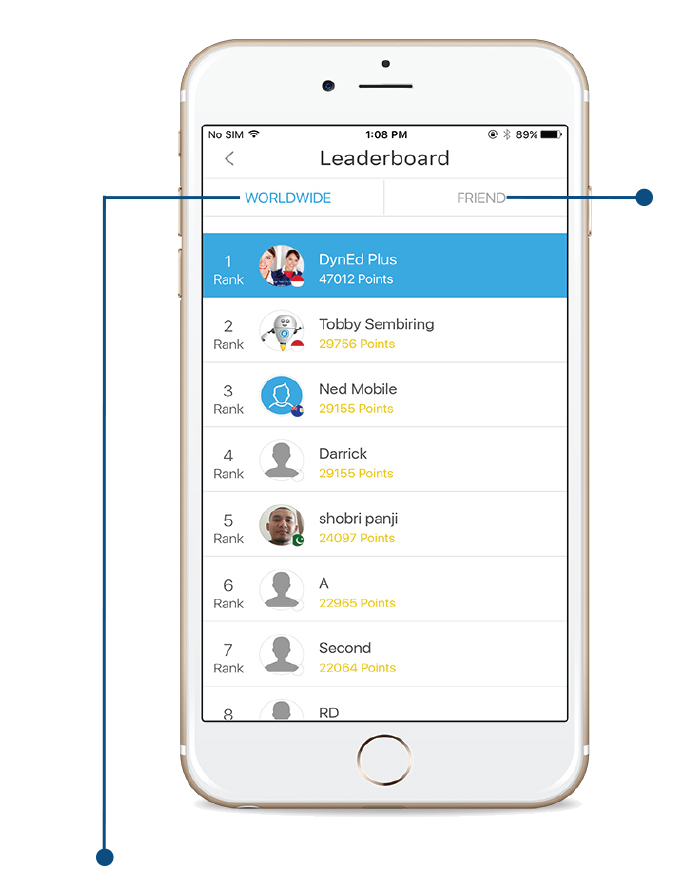 No SIM 1:08 PM 89%
Leaderboard
WORLDWIDE FRIEND
1 DynEd Plus
Rank 47012 Points
2 Tobby Sembiring
Rank 29756 Points
3 Ned Mobile
Rank 29155 Points
4 Darrick
Rank 29155 Points
5 shobri panji
Rank 24097 Points
6 A
Rank 22965 Points
7 Second
Rank 22064 Points
8 RD